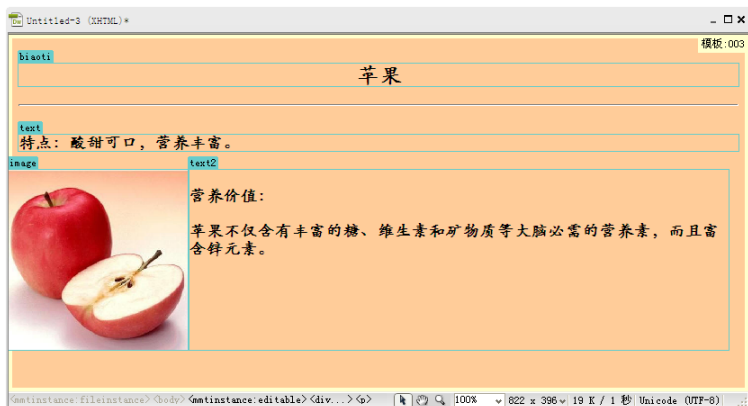 Untitled-3 (XHTML)*
模板:003
biaoti
苹果
text
特点：酸甜可口，营养丰富。
image
text2
营养价值：
苹果不仅含有丰富的糖、维生素和矿物质等大脑必需的营养素，而且富
含锌元素。
<mmtinstance:fileinstance> <body> <mmtinstance:editable> <div...> <p>
100%
822 x 396
19 K / 1 秒
Unicode (UTF-8)